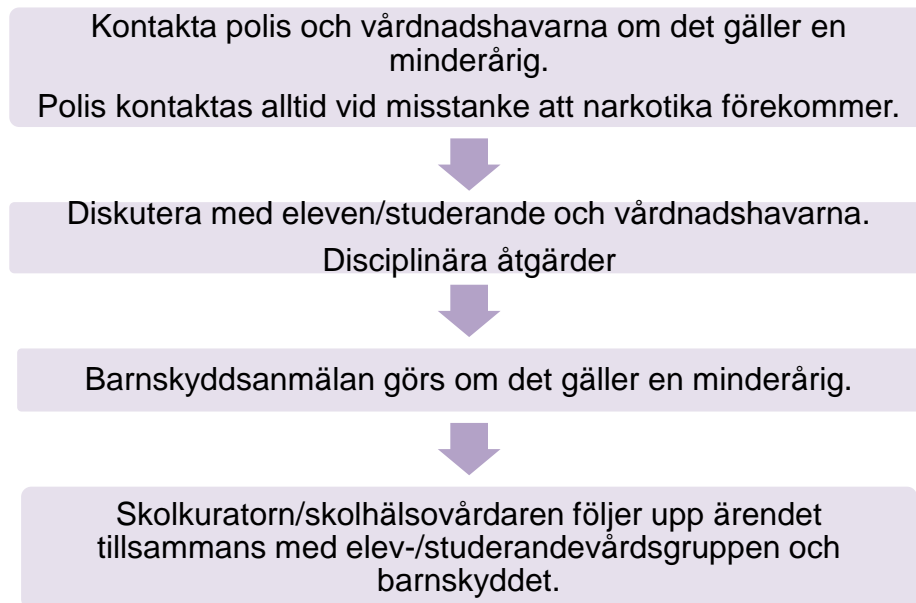 Kontakta polis och vårdnadshavarna om det gäller en
minderårig.
Polis kontaktas alltid vid misstanke att narkotika förekommer.
Diskutera med eleven/studerande och vårdnadshavarna.
Disciplinära åtgärder
Barnskyddsanmälan görs om det gäller en minderårig.
Skolkuratorn/skolhälsovårdaren följer upp ärendet
tillsammans med elev-/studerandevårdsgruppen och
barnskyddet.